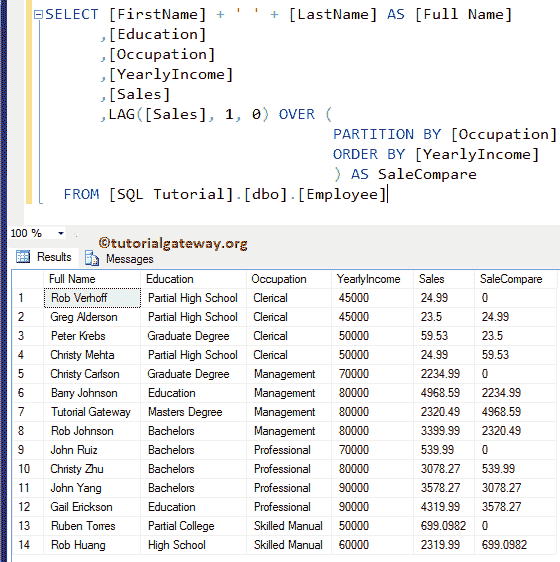 SELECT [FirstName] + ' ' + [LastName] AS [Full Name]
,[Education]
,[Occupation]
,[YearlyIncome]
,[Sales]
,LAG([Sales], 1, 0) OVER (
PARTITION BY [Occupation]
ORDER BY [YearlyIncome]
) AS SaleCompare
FROM [SQL Tutorial].[dbo].[Employee]
100 %
©tutorialgateway.org
Results Messages
Full Name Education Occupation YearlyIncome Sales SaleCompare
1 Rob Verhoff Partial High School Clerical 45000 24.99 0
2 Greg Alderson Partial High School Clerical 45000 23.5 24.99
3 Peter Krebs Graduate Degree Clerical 50000 59.53 23.5
4 Christy Mehta Partial High School Clerical 50000 24.99 59.53
5 Christy Carlson Graduate Degree Management 70000 2234.99 0
6 Barry Johnson Education Management 80000 4968.59 2234.99
7 Tutorial Gateway Masters Degree Management 80000 2320.49 4968.59
8 Rob Johnson Bachelors Management 80000 3399.99 2320.49
9 John Ruiz Bachelors Professional 70000 539.99 0
10 Christy Zhu Bachelors Professional 80000 3078.27 539.99
11 John Yang Bachelors Professional 90000 3578.27 3078.27
12 Gail Erickson Education Professional 90000 4319.99 3578.27
13 Ruben Torres Partial College Skilled Manual 50000 699.0982 0
14 Rob Huang High School Skilled Manual 60000 2319.99 699.0982